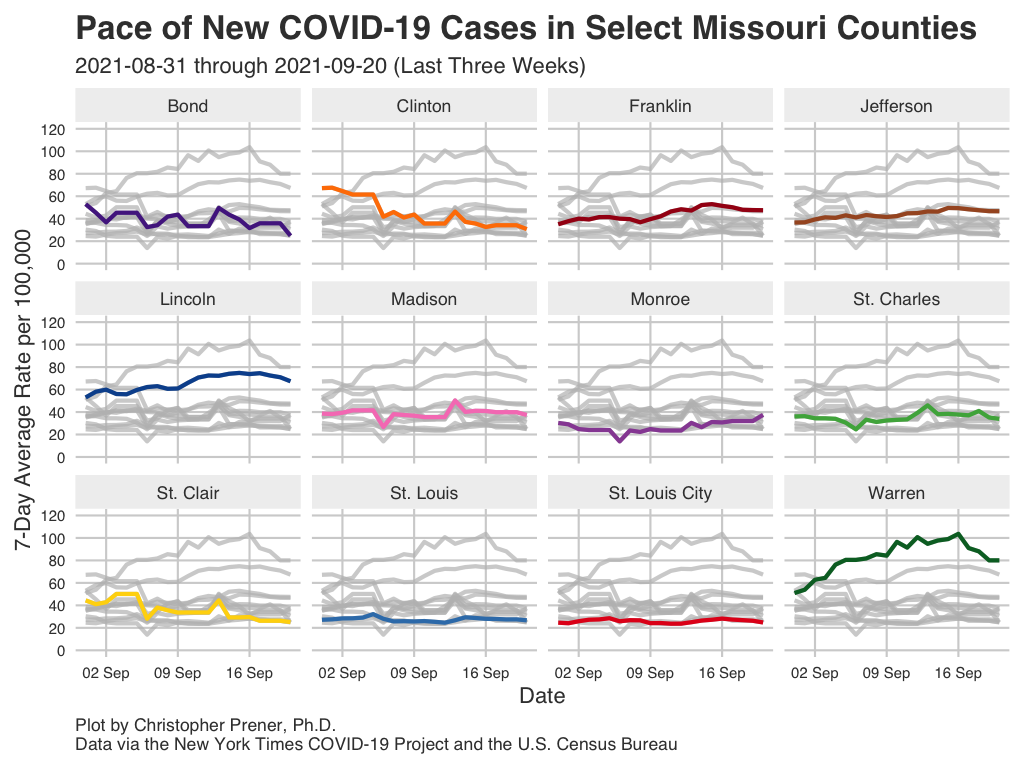 Pace of New COVID-19 Cases in Select Missouri Counties
2021-08-31 through 2021-09-20 (Last Three Weeks)
Bond Clinton Franklin Jefferson
120
100
80
60
40
20
0
Lincoln Madison Monroe St. Charles
120
100
80
60
40
20
0
St. Clair St. Louis St. Louis City Warren
120
100
80
60
40
20
0
7-Day Average Rate per 100,000
02 Sep 09 Sep 16 Sep 02 Sep 09 Sep 16 Sep 02 Sep 09 Sep 16 Sep 02 Sep 09 Sep 16 Sep
Date
Plot by Christopher Prener, Ph.D.
Data via the New York Times COVID-19 Project and the U.S. Census Bureau